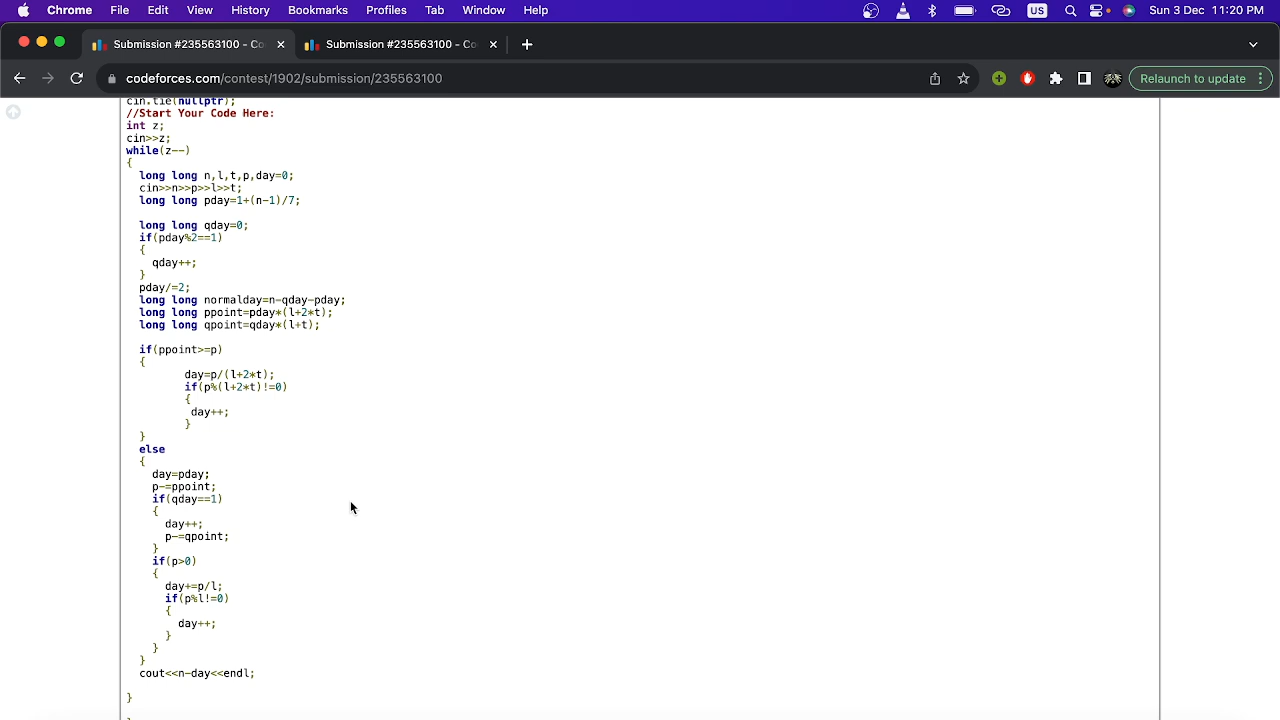 Chrome File Edit View History Bookmarks Profiles Tab Window Help US Sun 3 Dec 11:20 PM
Submission #235563100 - Co Submission #235563100 - Co
codeforces.com/contest/1902/submission/235563100 Relaunch to update
cin.tie(nullptr);
//Start Your Code Here:
int z;
cin>>z;
while(z--)
{
long long n,l,t,p,day=0;
cin>>n>>p>>l>>t;
long long pday=1+(n-1)/7;
long long qday=0;
if(pday%2==1)
{
qday++;
}
pday/=2;
long long normalday=n-qday-pday;
long long ppoint=pday*(l+2*t);
long long qpoint=qday*(l+t);
if(ppoint>=p)
{
day=p/(l+2*t);
if(p%(l+2*t)!=0)
{
day++;
}
}
else
{
day=pday;
p-=ppoint;
if(qday==1)
{
day++;
p-=qpoint;
}
if(p>0)
{
day+=p/l;
if(p%l!=0)
{
day++;
}
}
}
cout<<n-day<<endl;
}